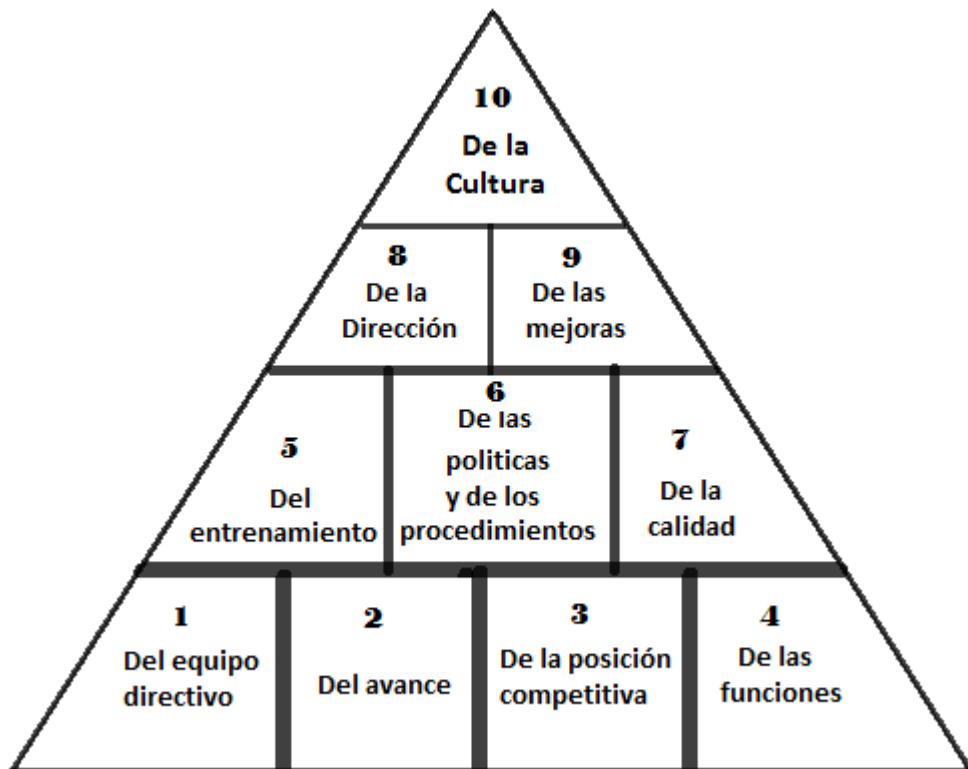 10
De la
Cultura
8
De la
Dirección
9
De las
mejoras
5
Del
entrenamiento
6
De las
politicas
y de los
procedimientos
7
De la
calidad
1
Del equipo
directivo
2
Del avance
3
De la posición
competitiva
4
De las
funciones